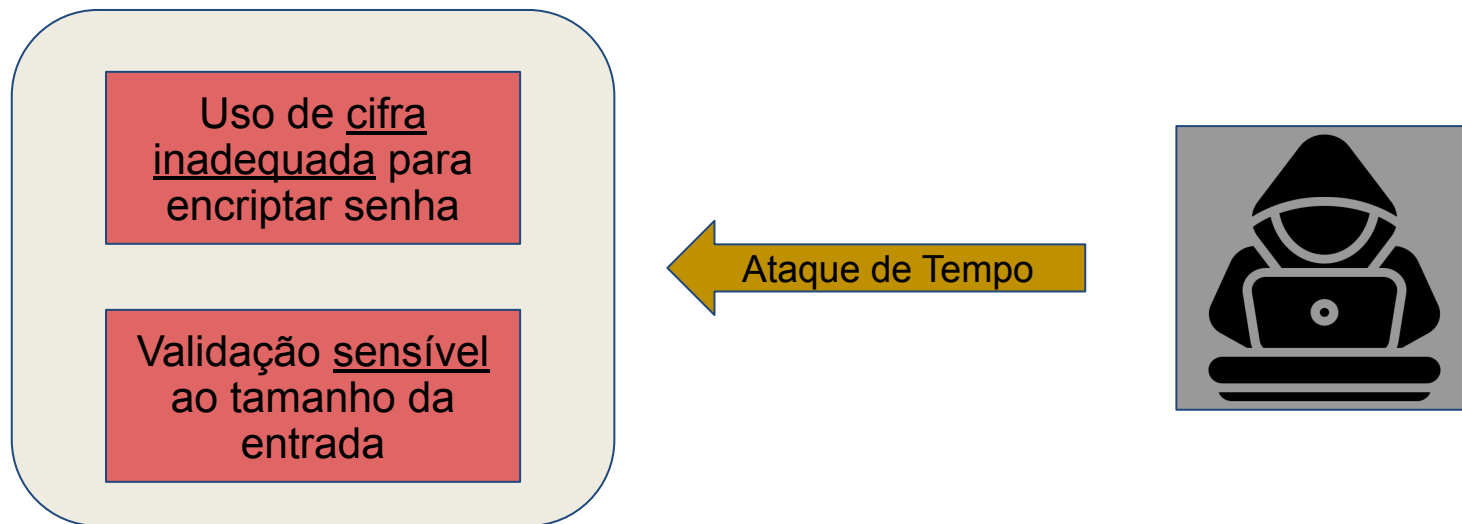 Uso de cifra
inadequada para
encriptar senha
Ataque de Tempo
Validação sensível
ao tamanho da
entrada